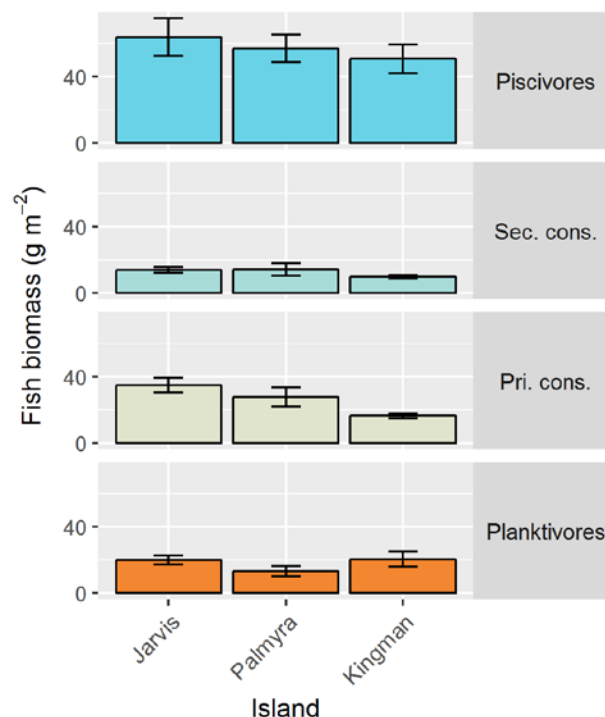 Fish biomass (g m⁻²)
40
0
Piscivores
40
0
Sec. cons.
40
0
Pri. cons.
40
0
Planktivores
Jarvis
Palmyra
Kingman
Island